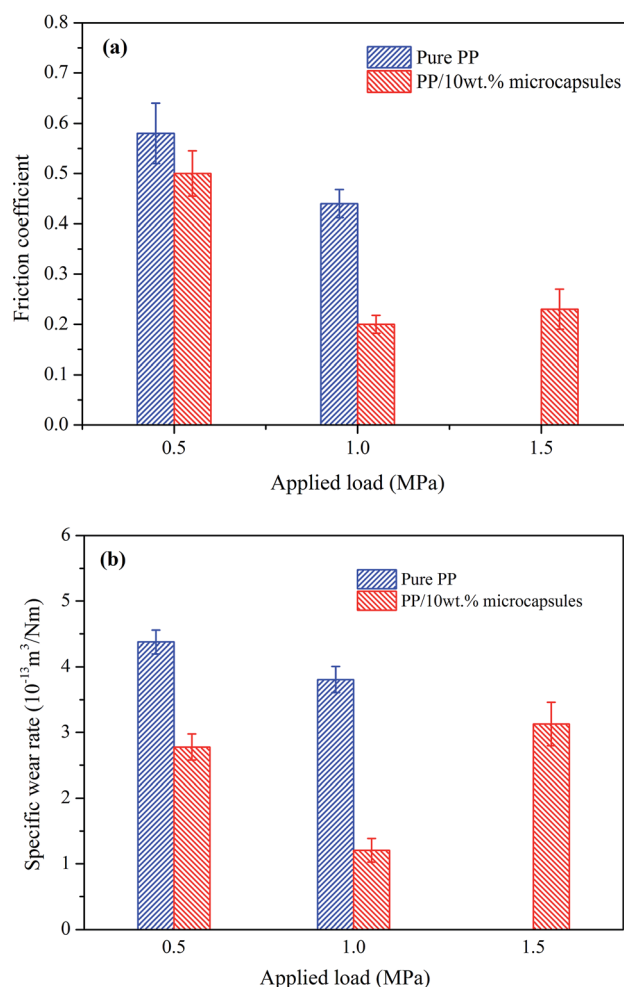 (a)
Pure PP
PP/10wt.% microcapsules
0.8
0.7
0.6
0.5
0.4
0.3
0.2
0.1
0.0
Friction coefficient
0.5 1.0 1.5
Applied load (MPa)
(b)
Pure PP
PP/10wt.% microcapsules
6
5
4
3
2
1
0
Specific wear rate (10⁻¹³m³/Nm)
0.5 1.0 1.5
Applied load (MPa)